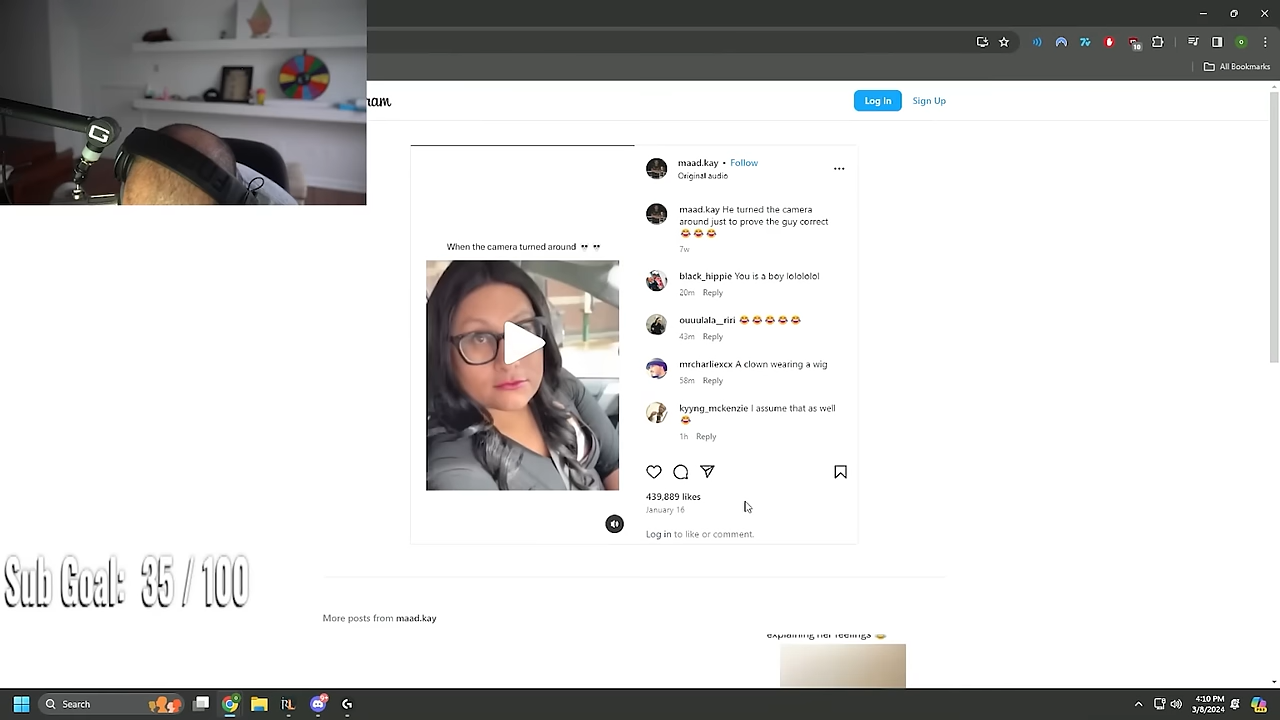 All Bookmarks
ram
Log In
Sign Up
maad.kay • Follow
Original audio
When the camera turned around
maad.kay He turned the camera
around just to prove the guy correct
😂😂😂
7w
black_hippie You is a boy lolololol
20m Reply
ouuulala__riri 😂😂😂😂😂
43m Reply
mrcharliexcx A clown wearing a wig
58m Reply
kyyng_mckenzie I assume that as well
😂
1h Reply
439,889 likes
January 16
Log in to like or comment.
Sub Goal: 35 / 100
More posts from maad.kay
explaining her feelings
Search
4:10 PM
3/8/2024